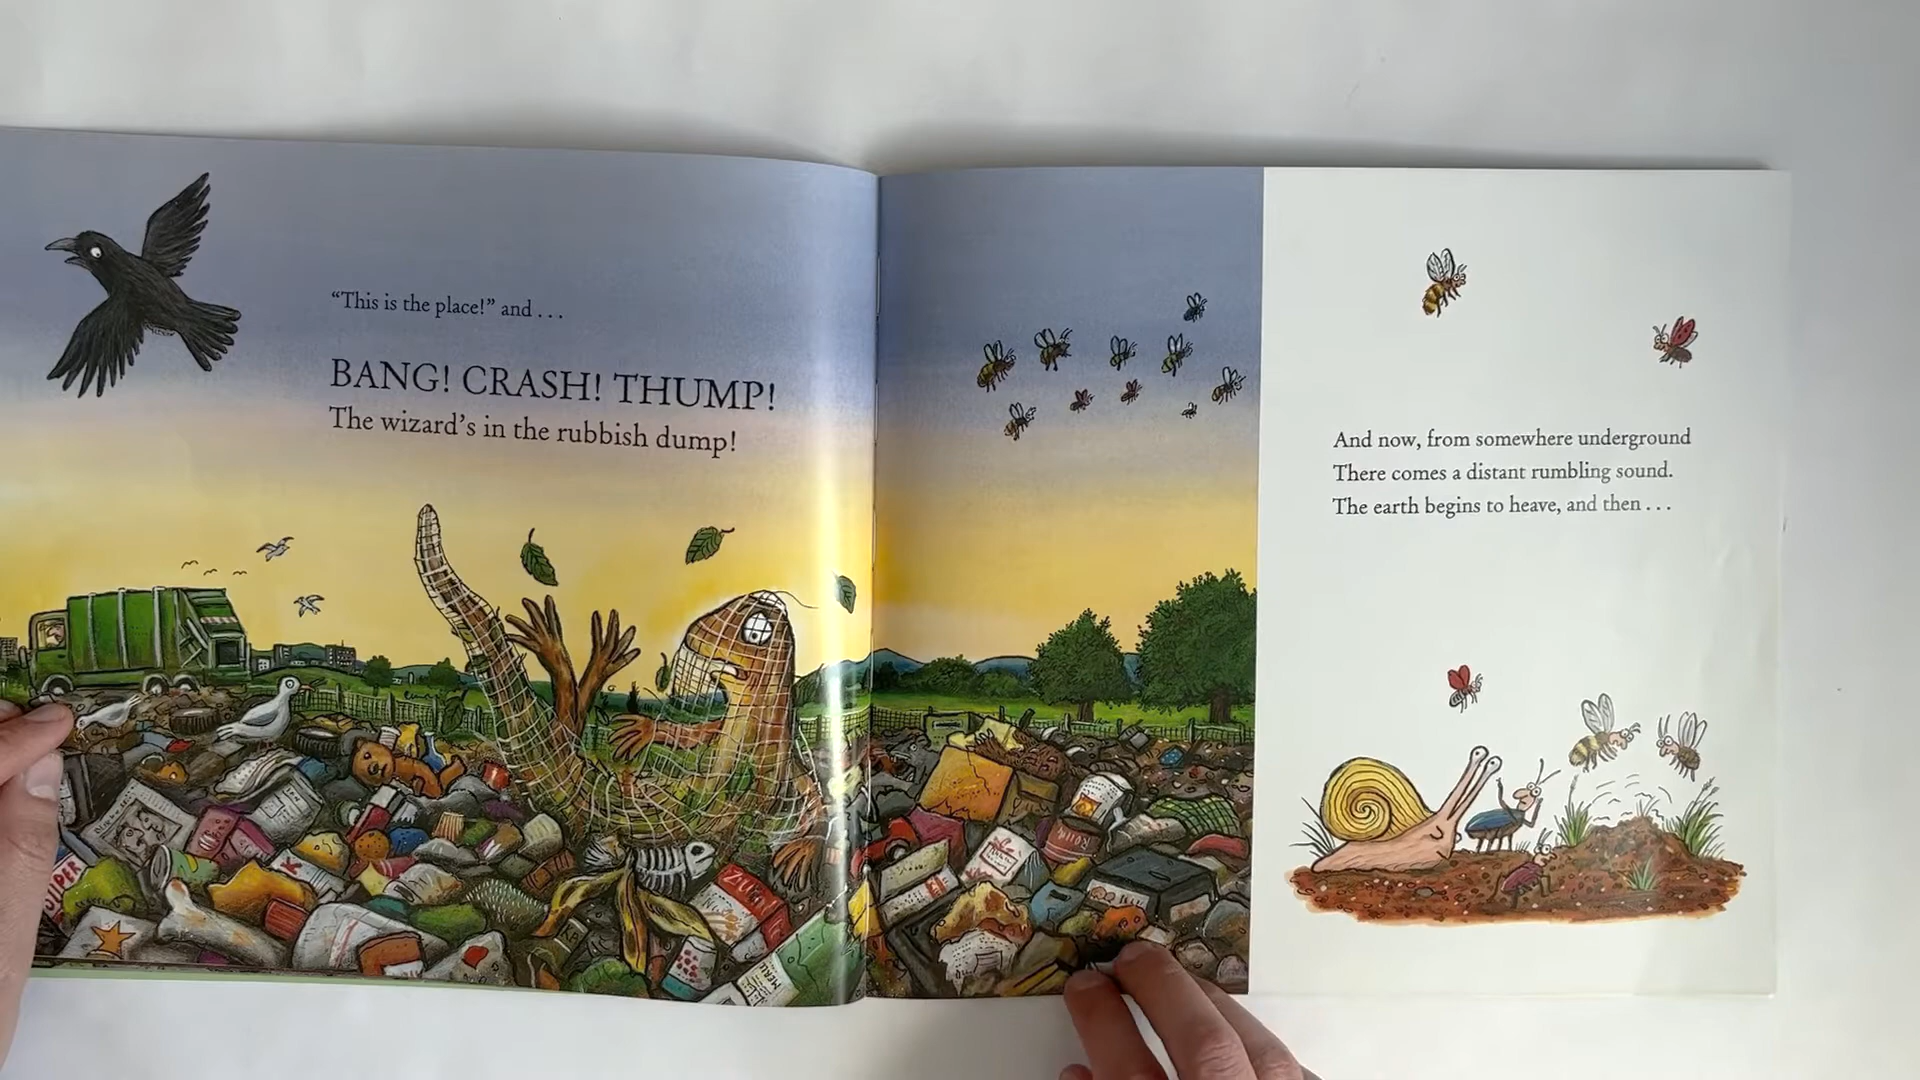 “This is the place!” and . . .
BANG! CRASH! THUMP!
The wizard’s in the rubbish dump!
And now, from somewhere underground
There comes a distant rumbling sound.
The earth begins to heave, and then . . .